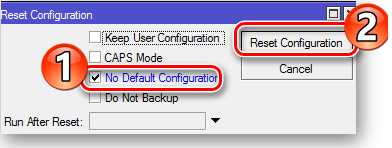 Reset Configuration
Keep User Configuration
CAPS Mode
No Default Configuration
Do Not Backup
Run After Reset:
Reset Configuration
Cancel
1
2